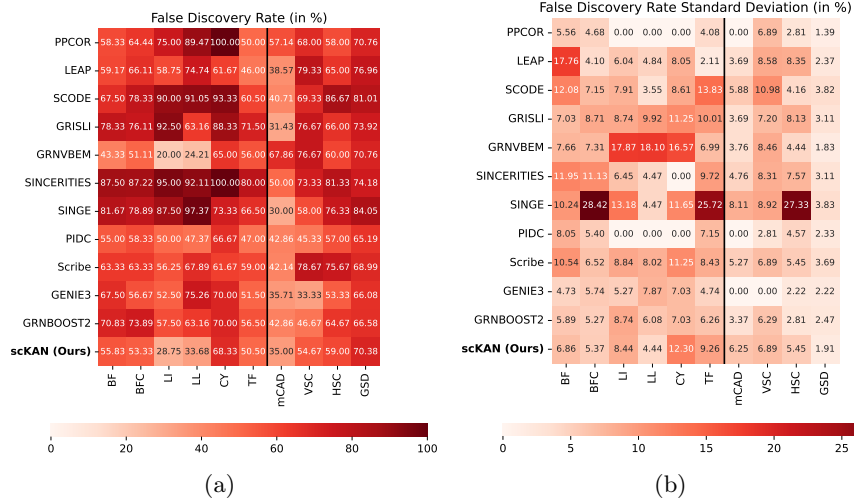 False Discovery Rate (in %)
PPCOR 58.33 64.44 75.00 89.47 100.00 50.00 57.14 68.00 58.00 70.76
LEAP 59.17 66.11 58.75 74.74 61.67 46.00 38.57 79.33 65.00 76.96
SCODE 67.50 78.33 90.00 91.05 93.33 60.50 40.71 69.33 86.67 81.01
GRISLI 78.33 76.11 92.50 63.16 88.33 71.50 31.43 76.67 66.00 73.92
GRNVBEM 43.33 51.11 20.00 24.21 65.00 56.00 67.86 76.67 60.00 70.76
SINCERITIES 87.50 87.22 95.00 92.11 100.00 80.00 50.00 73.33 81.33 74.18
SINGE 81.67 78.89 87.50 97.37 73.33 66.50 30.00 58.00 76.33 84.05
PIDC 55.00 58.33 50.00 47.37 66.67 47.00 42.86 45.33 57.00 65.19
Scribe 63.33 63.33 56.25 67.89 61.67 59.00 42.14 78.67 75.67 68.99
GENIE3 67.50 56.67 52.50 75.26 70.00 51.50 35.71 33.33 53.33 66.08
GRNBOOST2 70.83 73.89 57.50 63.16 70.00 56.50 42.86 46.67 64.67 66.58
scKAN (Ours) 55.83 53.33 28.75 33.68 68.33 50.50 35.00 54.67 59.00 70.38
BF BFC LI LL CY TF mCAD VSC HSC GSD
0 20 40 60 80 100
(a)
False Discovery Rate Standard Deviation (in %)
PPCOR 5.56 4.68 0.00 0.00 0.00 4.08 0.00 6.89 2.81 1.39
LEAP 17.76 4.10 6.04 4.84 8.05 2.11 3.69 8.58 8.35 2.37
SCODE 12.08 7.15 7.91 3.55 8.61 13.83 5.88 10.98 4.16 3.82
GRISLI 7.03 8.71 8.74 9.92 11.25 10.01 3.69 7.20 8.13 3.11
GRNVBEM 7.66 7.31 17.87 18.10 16.57 6.99 3.76 8.46 4.44 1.83
SINCERITIES 11.95 11.13 6.45 4.47 0.00 9.92 4.76 8.31 7.57 3.11
SINGE 10.24 28.42 13.18 4.47 11.65 25.72 8.11 8.92 27.33 3.83
PIDC 8.05 5.40 0.00 0.00 0.00 7.15 0.00 2.81 4.57 2.33
Scribe 10.54 6.52 8.84 8.02 11.25 8.43 6.02 5.26 5.45 3.69
GENIE3 4.73 5.74 5.27 7.87 7.03 4.74 0.00 0.00 2.22 2.22
GRNBOOST2 5.89 5.27 8.74 6.08 7.03 6.26 3.37 6.29 2.81 2.47
scKAN (Ours) 6.86 5.37 8.44 4.44 12.30 9.26 6.25 6.89 5.45 1.91
BF BFC LI LL CY TF mCAD VSC HSC GSD
0 5 10 15 20 25
(b)